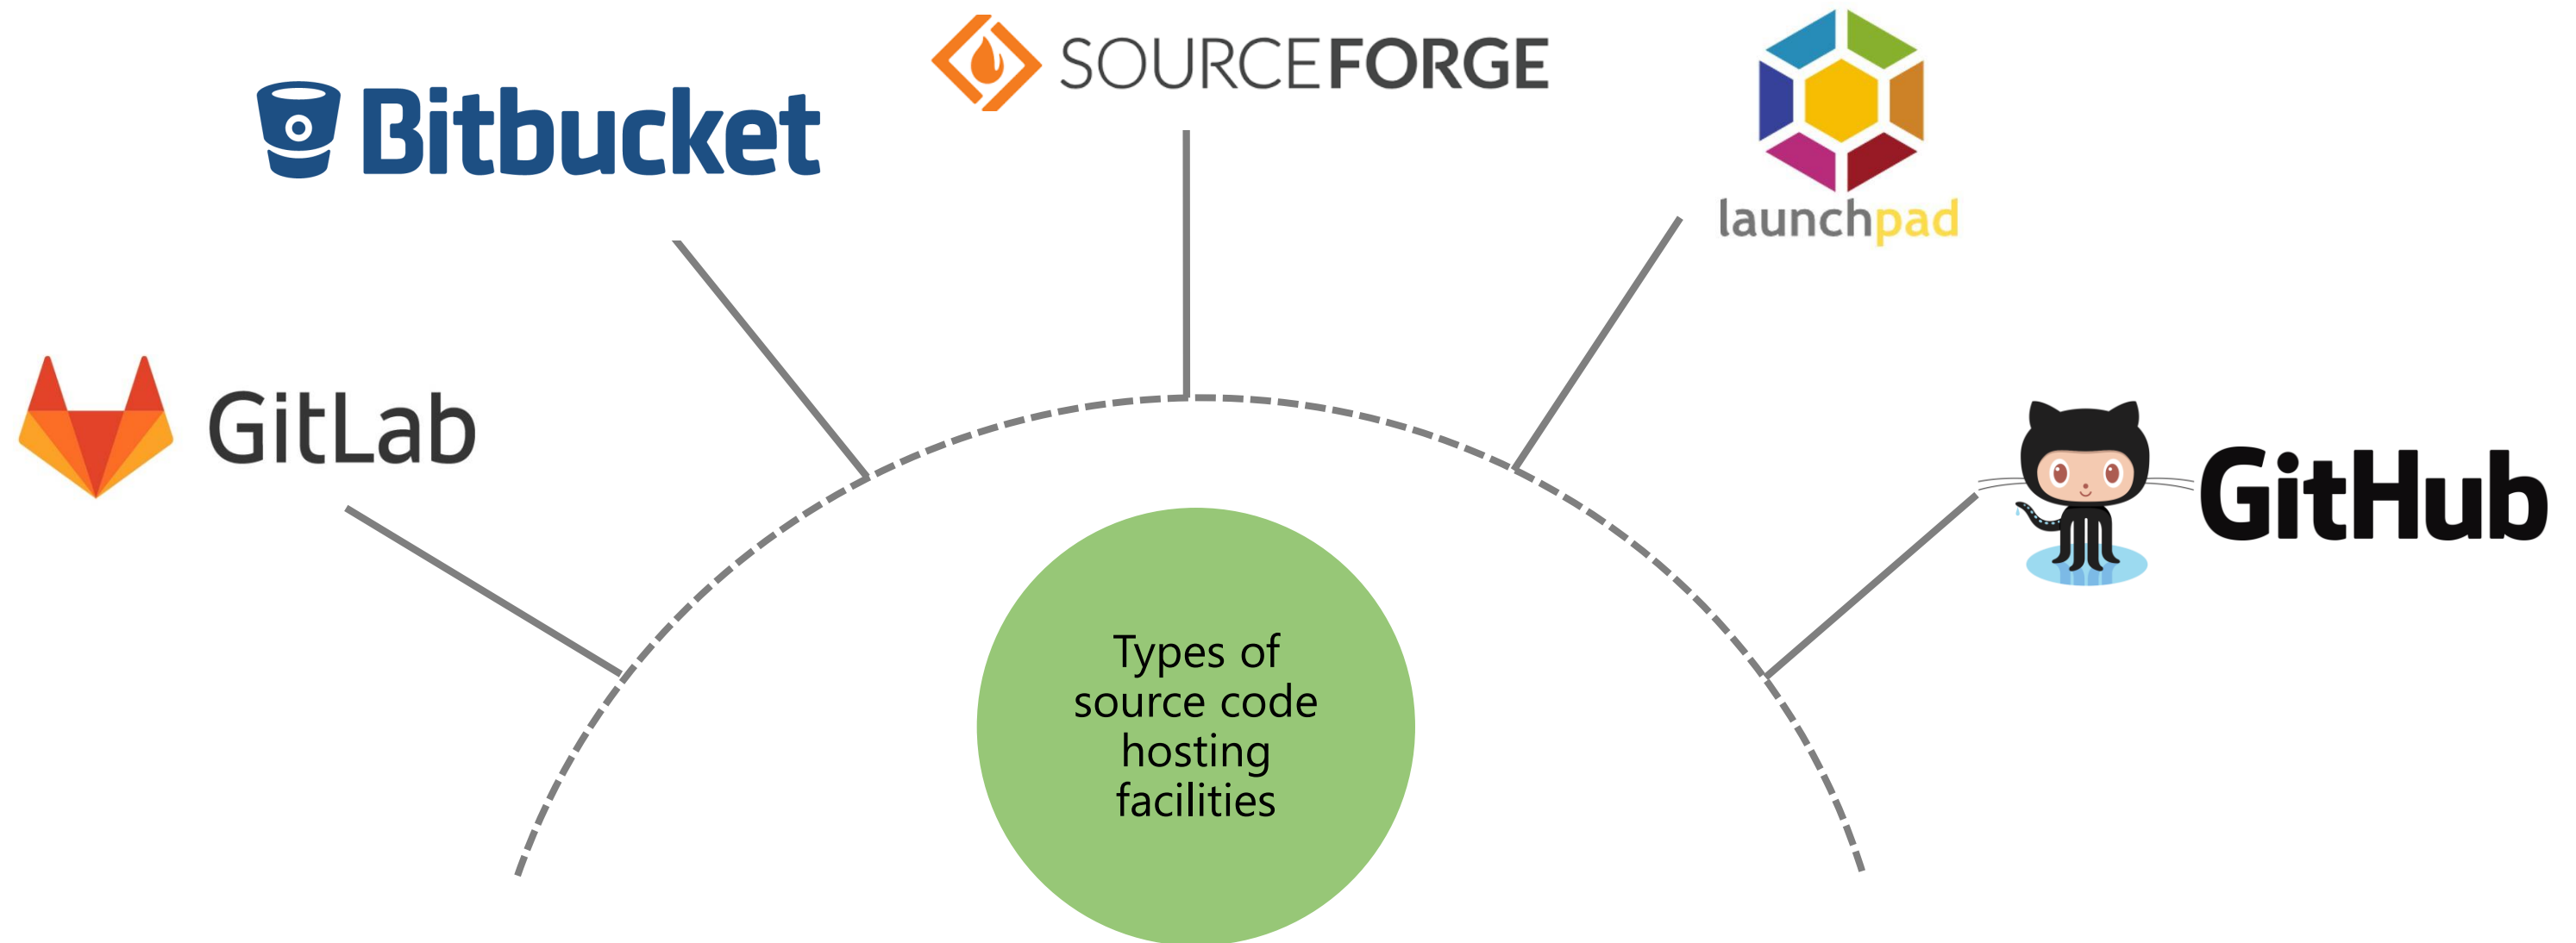 SOURCEFORGE
Bitbucket
launchpad
GitLab
GitHub
Types of
source code
hosting
facilities